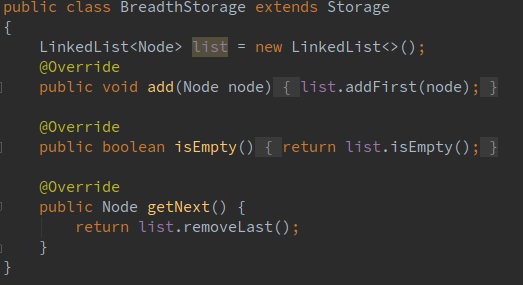 public class BreadthStorage extends Storage
{
    LinkedList<Node> list = new LinkedList<>();
    @Override
    public void add(Node node) { list.addFirst(node); }

    @Override
    public boolean isEmpty() { return list.isEmpty(); }

    @Override
    public Node getNext() {
        return list.removeLast();
    }
}